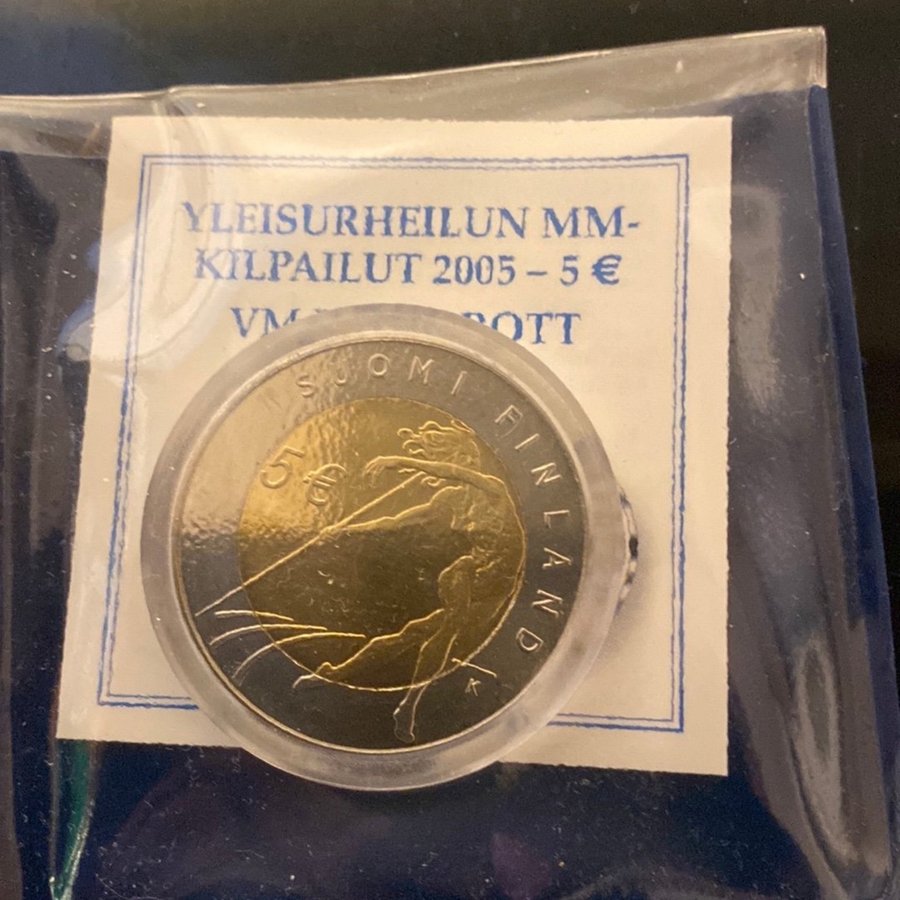 YLEISURHEILUN MM-
KILPAILUT 2005 – 5 €
SUOMI FINLAND
5 €
K